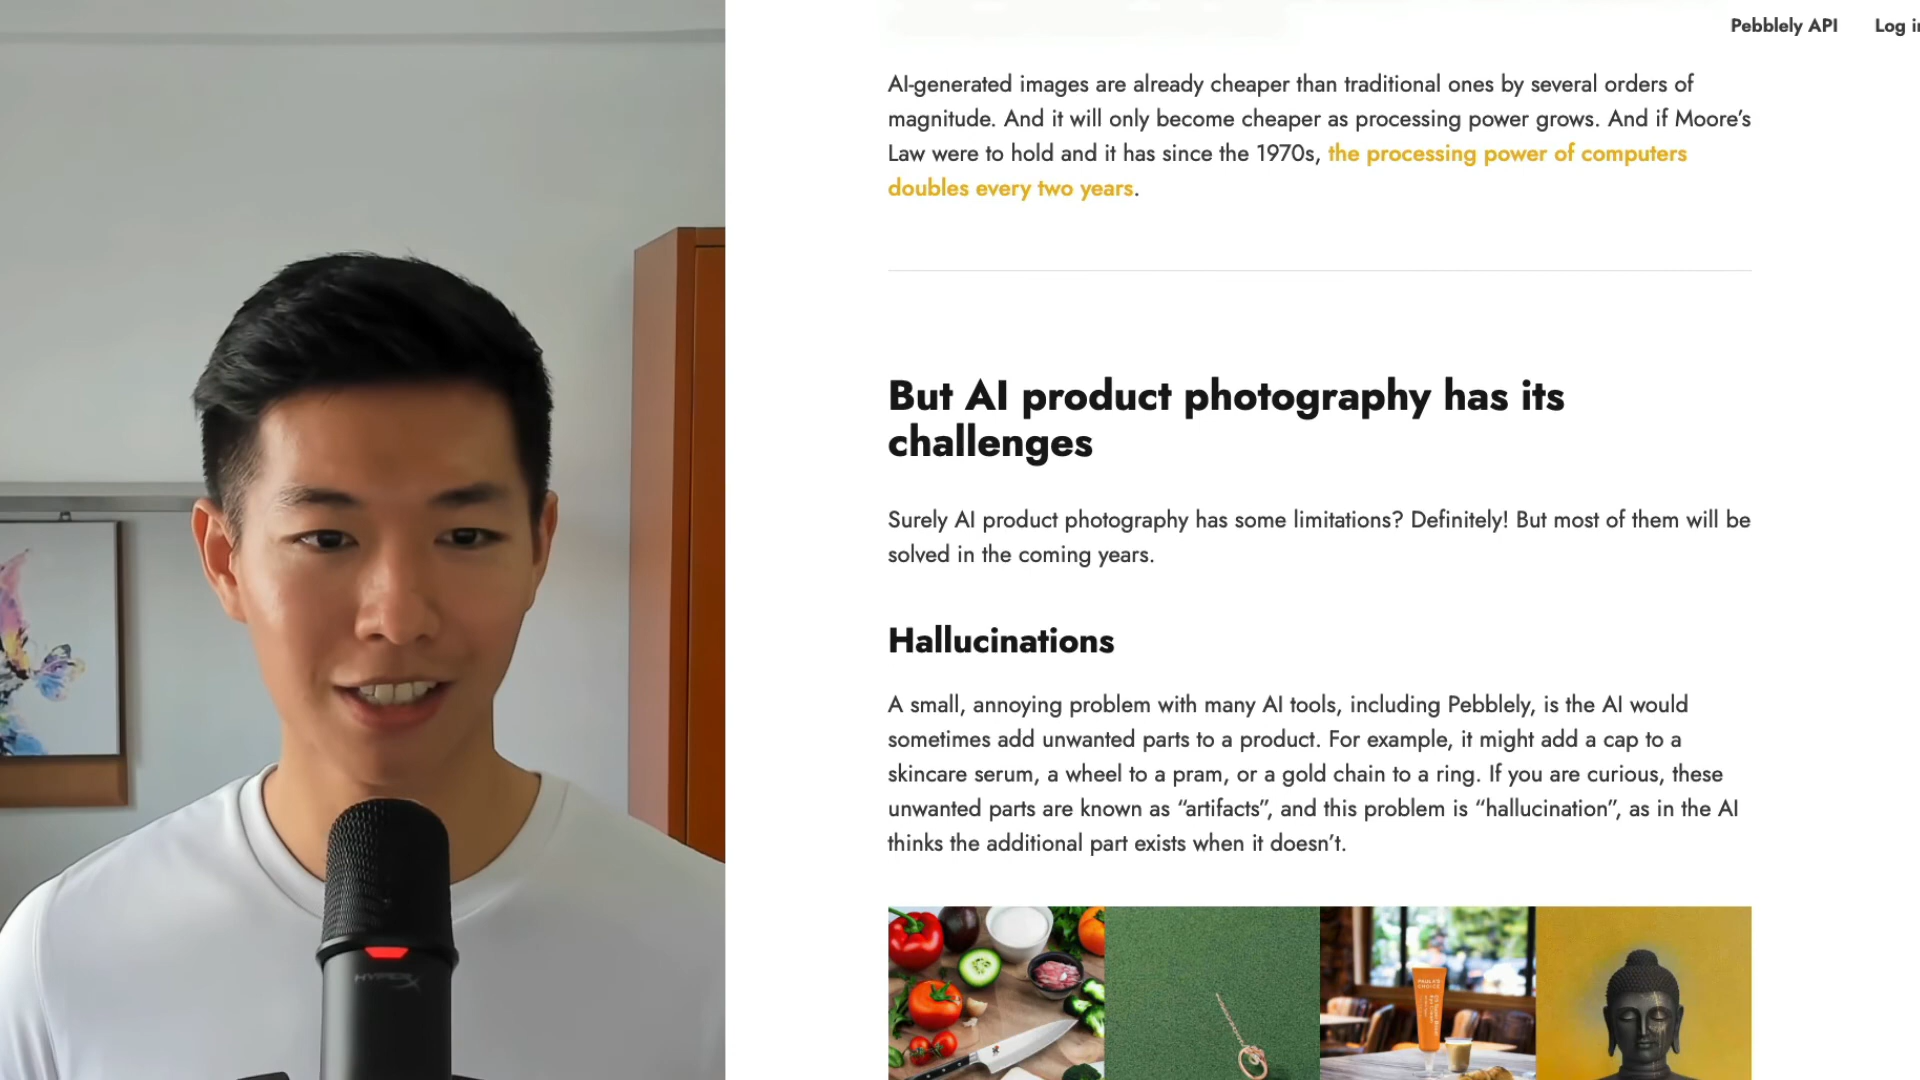 Pebblely API
Log in
AI-generated images are already cheaper than traditional ones by several orders of
magnitude. And it will only become cheaper as processing power grows. And if Moore’s
Law were to hold and it has since the 1970s, the processing power of computers
doubles every two years.
But AI product photography has its
challenges
Surely AI product photography has some limitations? Definitely! But most of them will be
solved in the coming years.
Hallucinations
A small, annoying problem with many AI tools, including Pebblely, is the AI would
sometimes add unwanted parts to a product. For example, it might add a cap to a
skincare serum, a wheel to a pram, or a gold chain to a ring. If you are curious, these
unwanted parts are known as “artifacts”, and this problem is “hallucination”, as in the AI
thinks the additional part exists when it doesn’t.
HYPERX
PAULA'S
CHOICE